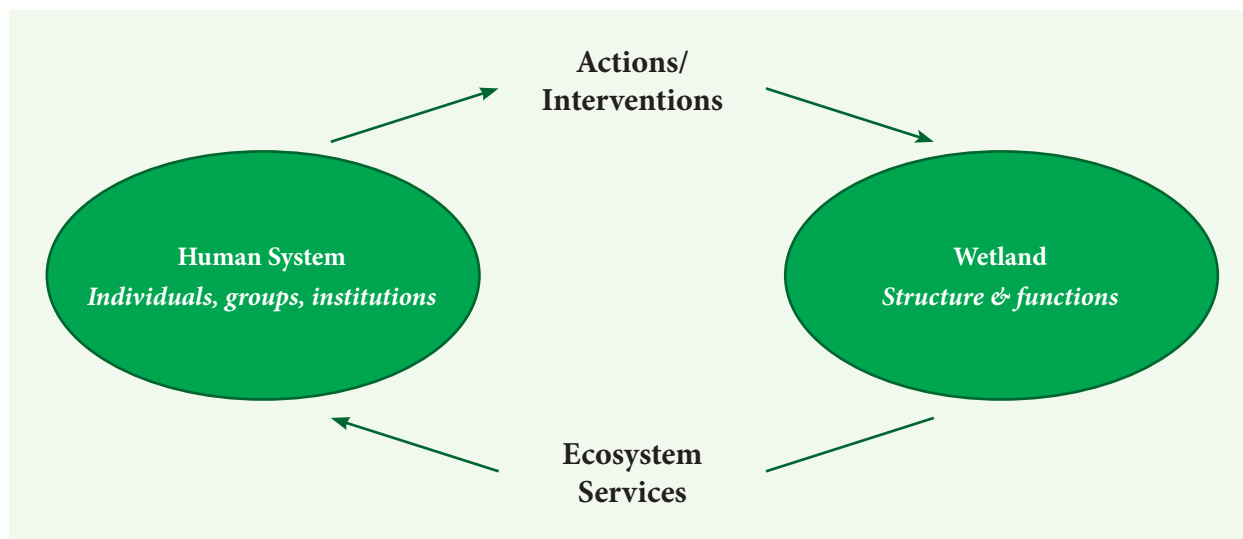 Actions/
Interventions
Human System
Individuals, groups, institutions
Wetland
Structure & functions
Ecosystem
Services